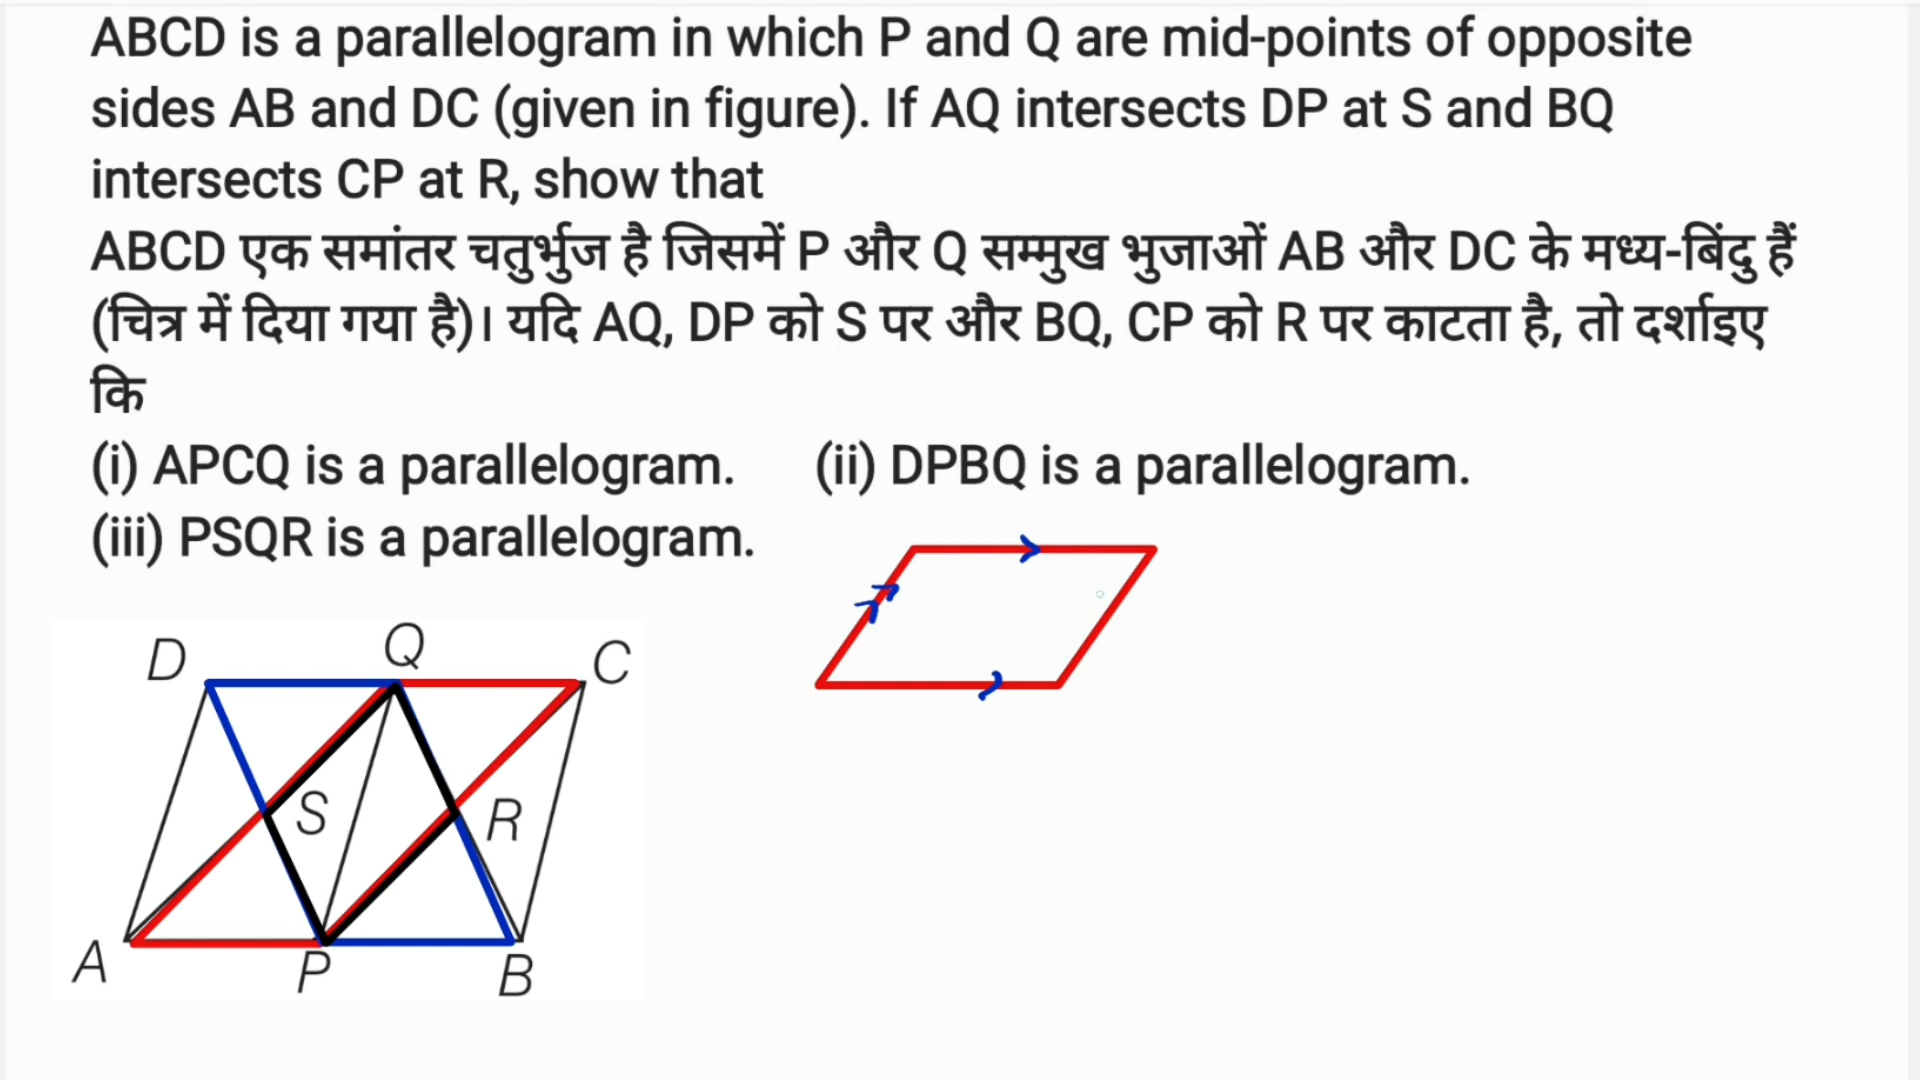 ABCD is a parallelogram in which P and Q are mid-points of opposite
sides AB and DC (given in figure). If AQ intersects DP at S and BQ
intersects CP at R, show that
ABCD एक समांतर चतुर्भुज है जिसमें P और Q सम्मुख भुजाओं AB और DC के मध्य-बिंदु हैं
(चित्र में दिया गया है)। यदि AQ, DP को S पर और BQ, CP को R पर काटता है, तो दर्शाइए
कि
(i) APCQ is a parallelogram. (ii) DPBQ is a parallelogram.
(iii) PSQR is a parallelogram.
D Q C
S R
A P B